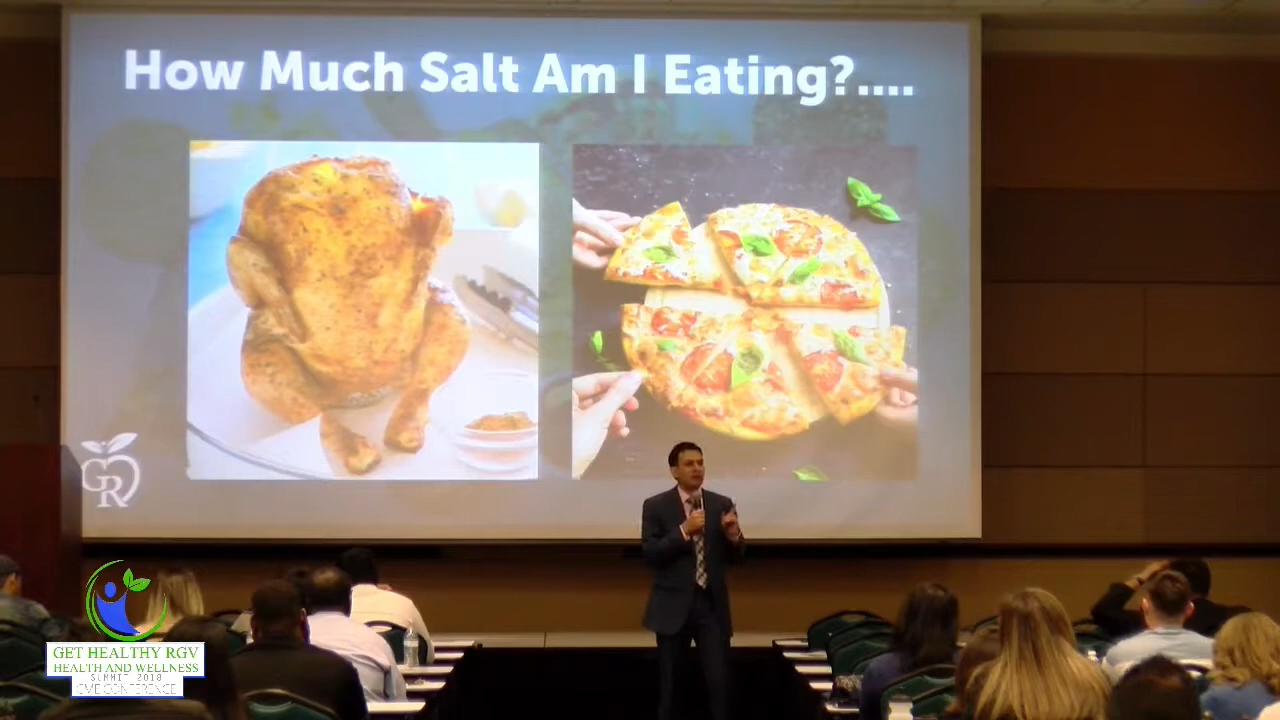 How Much Salt Am I Eating?....
GR
GET HEALTHY RGV
HEALTH AND WELLNESS
SUMMIT 2018
CME CONFERENCE